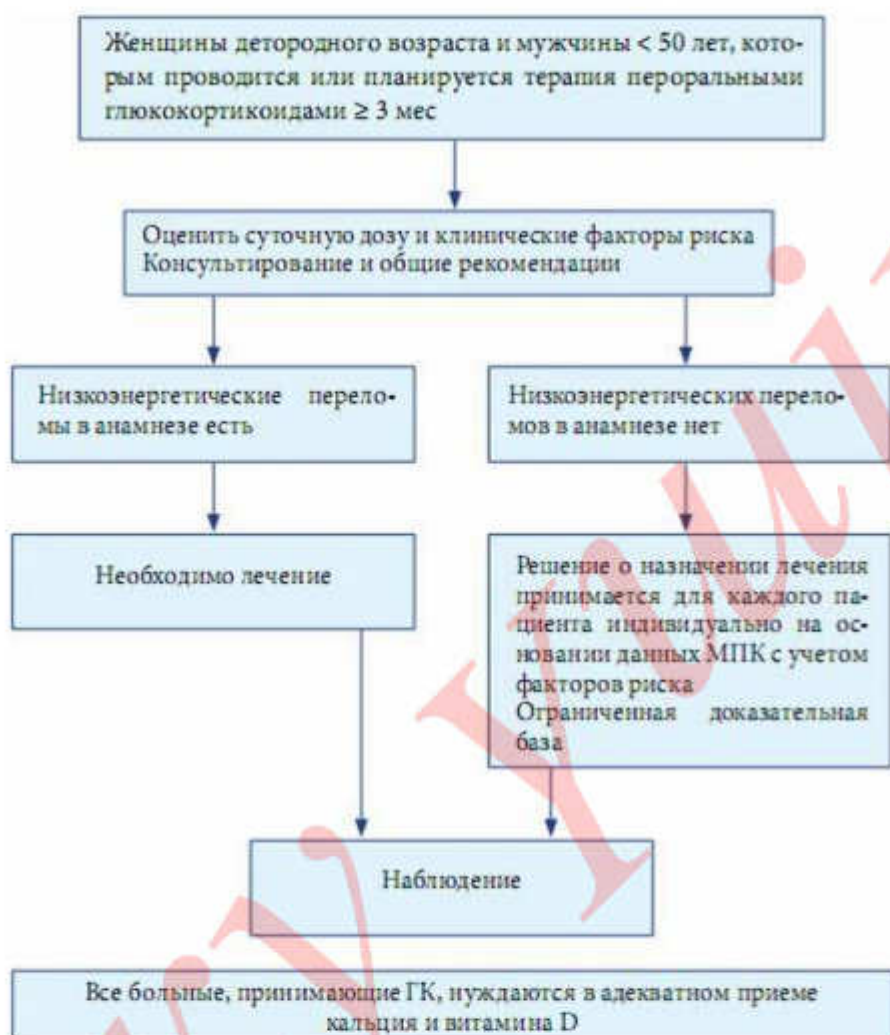 Женщины детородного возраста и мужчины < 50 лет, кото-
рым проводится или планируется терапия пероральными
глюкокортикоидами ≥ 3 мес
Оценить суточную дозу и клинические факторы риска
Консультирование и общие рекомендации
Низкоэнергетические перело-
мы в анамнезе есть
Низкоэнергетических перело-
мов в анамнезе нет
Необходимо лечение
Решение о назначении лечения
принимается для каждого па-
циента индивидуально на ос-
новании данных МПК с учетом
факторов риска
Ограниченная доказательная
база
Наблюдение
Все больные, принимающие ГК, нуждаются в адекватном приеме
кальция и витамина D